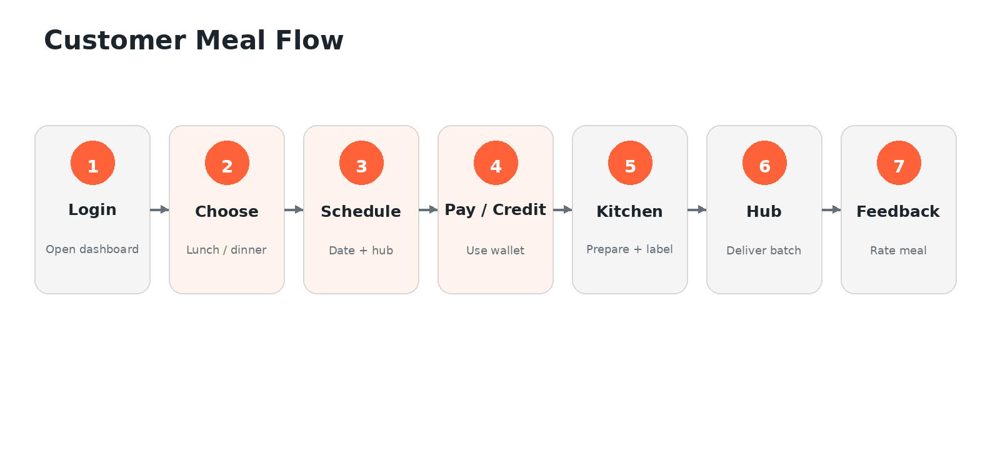 Customer Meal Flow
1
Login
Open dashboard
2
Choose
Lunch / dinner
3
Schedule
Date + hub
4
Pay / Credit
Use wallet
5
Kitchen
Prepare + label
6
Hub
Deliver batch
7
Feedback
Rate meal